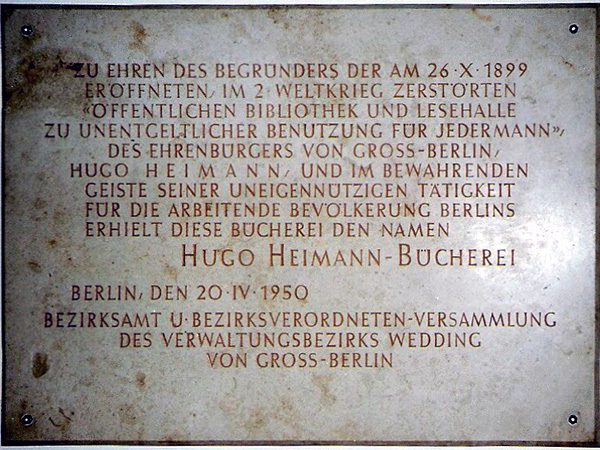 ZU EHREN DES BEGRÜNDERS DER AM 26·X·1899
ERÖFFNETEN, IM 2·WELTKRIEG ZERSTÖRTEN
«ÖFFENTLICHEN BIBLIOTHEK UND LESEHALLE
ZU UNENTGELTLICHER BENUTZUNG FÜR JEDERMANN»,
DES EHRENBÜRGERS VON GROSS-BERLIN,
HUGO HEIMANN, UND IM BEWAHRENDEN
GEISTE SEINER UNEIGENNÜTZIGEN TÄTIGKEIT
FÜR DIE ARBEITENDE BEVÖLKERUNG BERLINS
ERHIELT DIESE BÜCHEREI DEN NAMEN
HUGO HEIMANN-BÜCHEREI
BERLIN, DEN 20·IV·1950
BEZIRKSAMT U·BEZIRKSVERORDNETEN-VERSAMMLUNG
DES VERWALTUNGSBEZIRKS WEDDING
VON GROSS-BERLIN